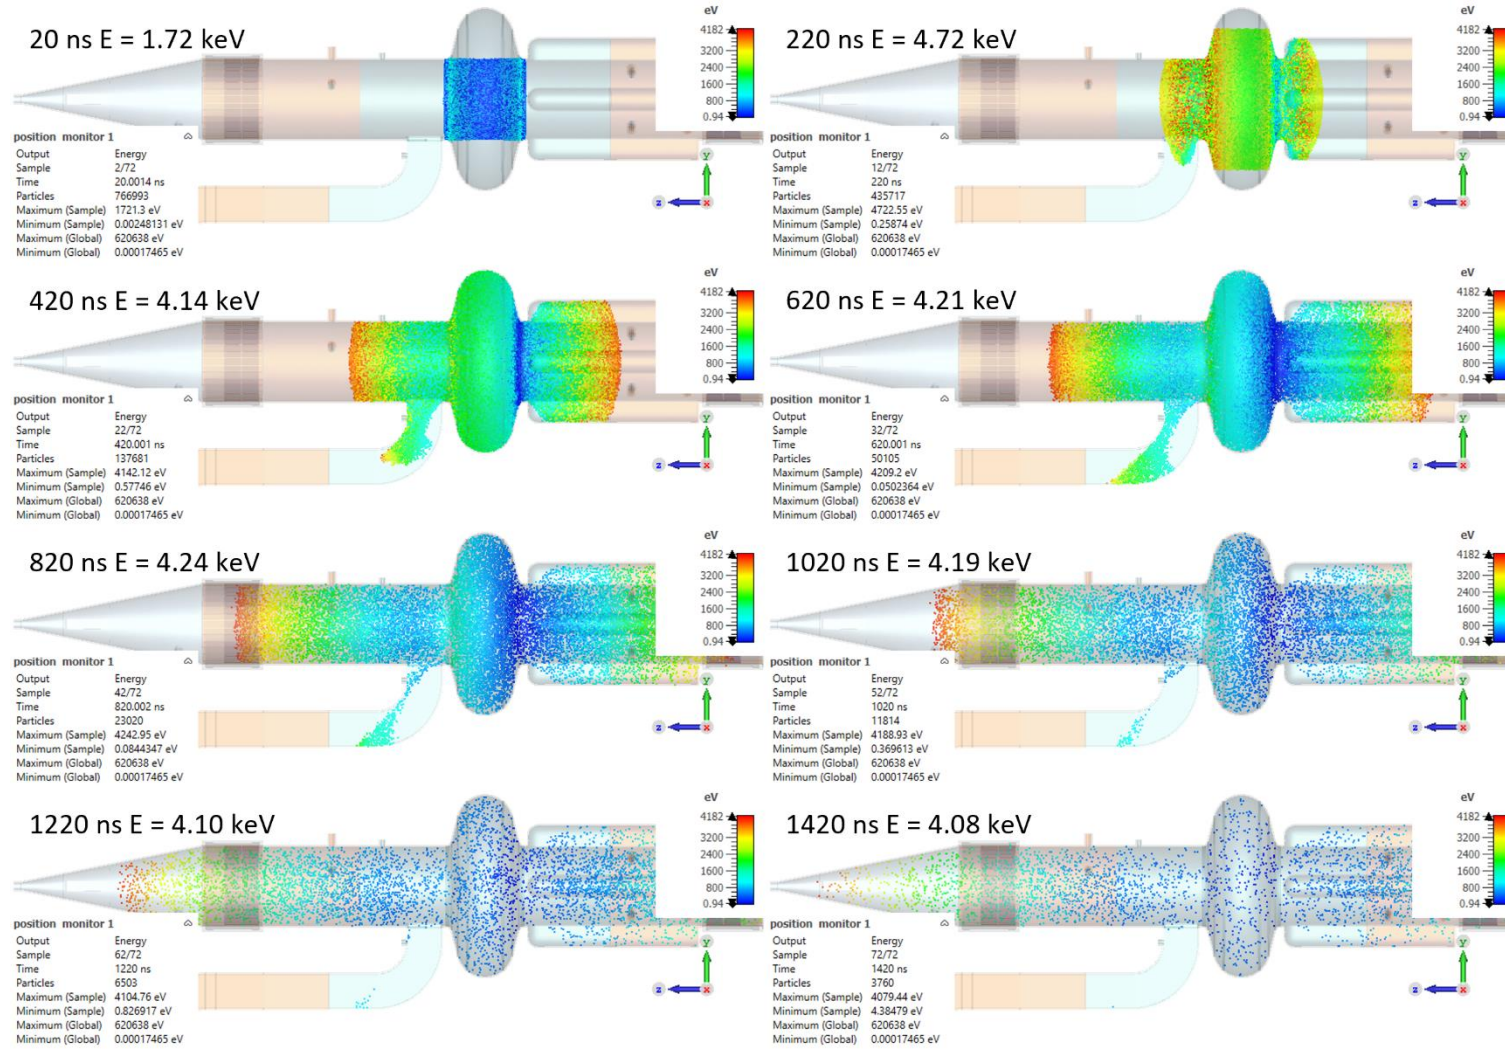 20 ns E = 1.72 keV
eV
4182
3200
2400
1600
800
0.94
position monitor 1
Output Energy
Sample 2/72
Time 20.0014 ns
Particles 766993
Maximum (Sample) 1721.3 eV
Minimum (Sample) 0.00248131 eV
Maximum (Global) 620638 eV
Minimum (Global) 0.00017465 eV
Y
z
x
220 ns E = 4.72 keV
eV
4182
3200
2400
1600
800
0.94
position monitor 1
Output Energy
Sample 12/72
Time 220 ns
Particles 435717
Maximum (Sample) 4722.55 eV
Minimum (Sample) 0.25874 eV
Maximum (Global) 620638 eV
Minimum (Global) 0.00017465 eV
Y
z
x
420 ns E = 4.14 keV
eV
4182
3200
2400
1600
800
0.94
position monitor 1
Output Energy
Sample 22/72
Time 420.001 ns
Particles 137681
Maximum (Sample) 4142.12 eV
Minimum (Sample) 0.57746 eV
Maximum (Global) 620638 eV
Minimum (Global) 0.00017465 eV
Y
z
x
620 ns E = 4.21 keV
eV
4182
3200
2400
1600
800
0.94
position monitor 1
Output Energy
Sample 32/72
Time 620.001 ns
Particles 50105
Maximum (Sample) 4209.2 eV
Minimum (Sample) 0.0502364 eV
Maximum (Global) 620638 eV
Minimum (Global) 0.00017465 eV
Y
z
x
820 ns E = 4.24 keV
eV
4182
3200
2400
1600
800
0.94
position monitor 1
Output Energy
Sample 42/72
Time 820.002 ns
Particles 23020
Maximum (Sample) 4242.95 eV
Minimum (Sample) 0.0844347 eV
Maximum (Global) 620638 eV
Minimum (Global) 0.00017465 eV
Y
z
x
1020 ns E = 4.19 keV
eV
4182
3200
2400
1600
800
0.94
position monitor 1
Output Energy
Sample 52/72
Time 1020 ns
Particles 11814
Maximum (Sample) 4188.93 eV
Minimum (Sample) 0.369613 eV
Maximum (Global) 620638 eV
Minimum (Global) 0.00017465 eV
Y
z
x
1220 ns E = 4.10 keV
eV
4182
3200
2400
1600
800
0.94
position monitor 1
Output Energy
Sample 62/72
Time 1220 ns
Particles 6503
Maximum (Sample) 4104.76 eV
Minimum (Sample) 0.826917 eV
Maximum (Global) 620638 eV
Minimum (Global) 0.00017465 eV
Y
z
x
1420 ns E = 4.08 keV
eV
4182
3200
2400
1600
800
0.94
position monitor 1
Output Energy
Sample 72/72
Time 1420 ns
Particles 3760
Maximum (Sample) 4079.44 eV
Minimum (Sample) 4.38479 eV
Maximum (Global) 620638 eV
Minimum (Global) 0.00017465 eV
Y
z
x